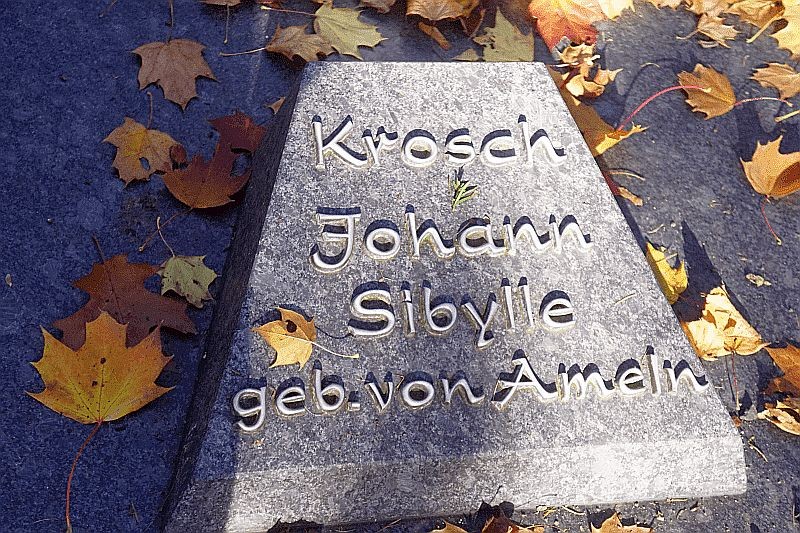 Krosch
Johann
Sibylle
geb. von Ameln